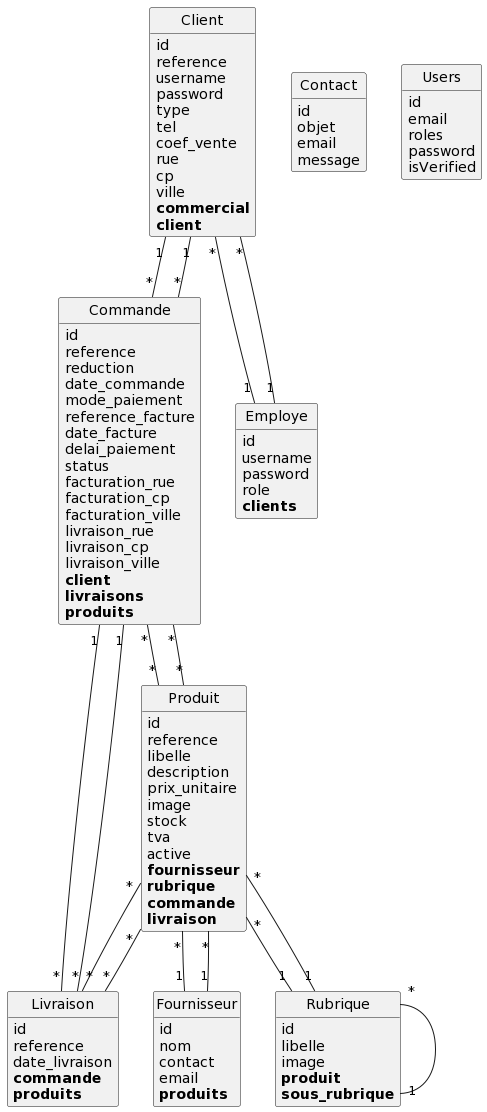 Client
id
reference
username
password
type
tel
coef_vente
rue
cp
ville
commercial
client
Contact
id
objet
email
message
Users
id
email
roles
password
isVerified
1 1 * *
* *
1 1
Commande
id
reference
reduction
date_commande
mode_paiement
reference_facture
date_facture
delai_paiement
status
facturation_rue
facturation_cp
facturation_ville
livraison_rue
livraison_cp
livraison_ville
client
livraisons
produits
Employe
id
username
password
role
clients
1 1 * *
* *
Produit
id
reference
libelle
description
prix_unitaire
image
stock
tva
active
fournisseur
rubrique
commande
livraison
* *
* *
* *
* * * * 1 1 1 1
Livraison
id
reference
date_livraison
commande
produits
Fournisseur
id
nom
contact
email
produits
Rubrique
id
libelle
image
produit
sous_rubrique
*
1